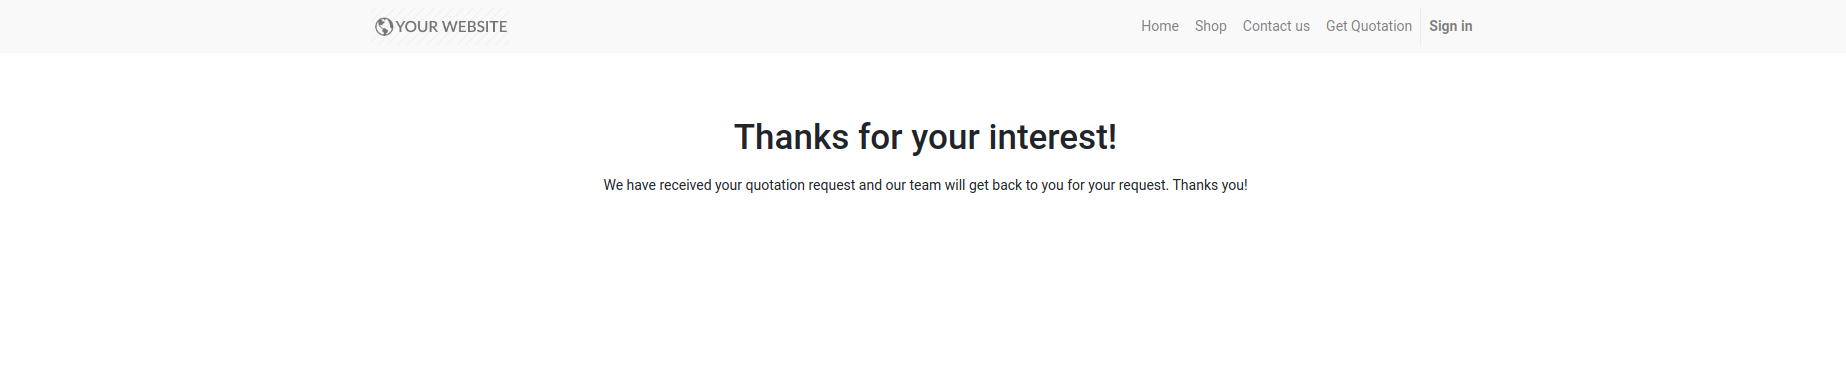 YOUR WEBSITE Home Shop Contact us Get Quotation Sign in
Thanks for your interest!
We have received your quotation request and our team will get back to you for your request. Thanks you!